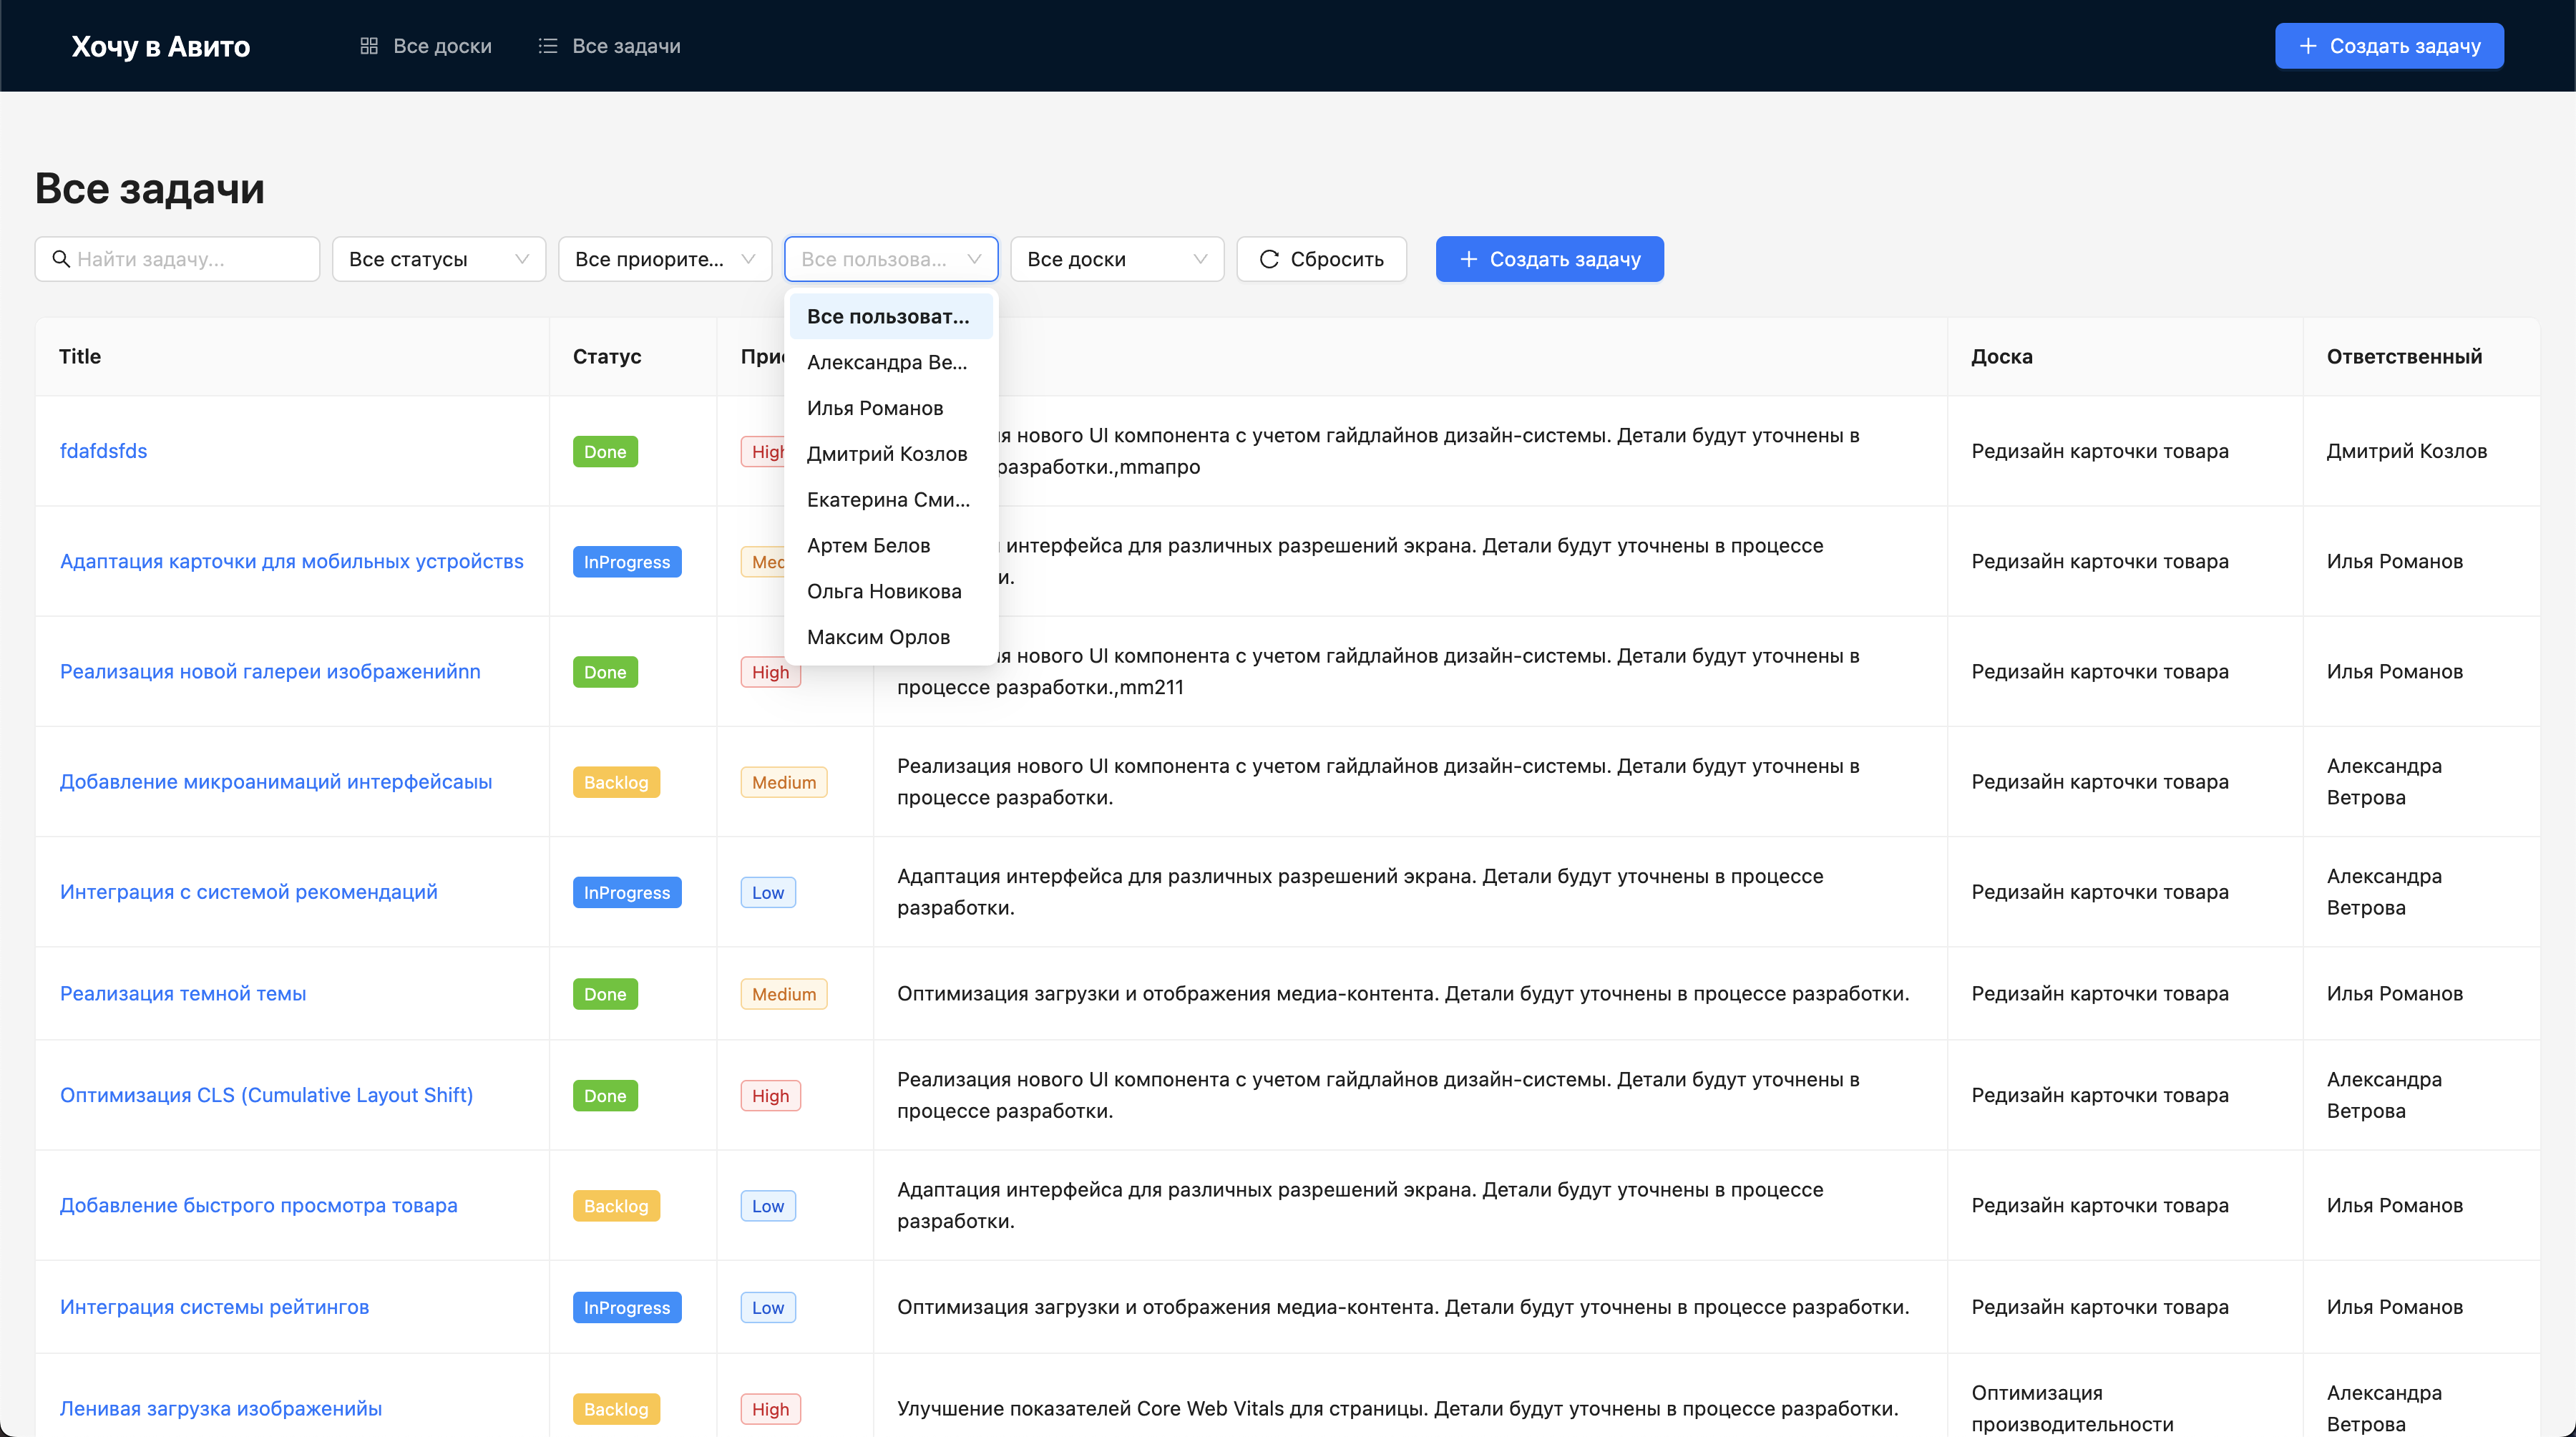 Хочу в Авито
Все доски
Все задачи
Создать задачу
Все задачи
Найти задачу...
Все статусы
Все приорите...
Все пользова...
Все доски
Сбросить
Создать задачу
Все пользоват...
Александра Ве...
Илья Романов
Дмитрий Козлов
Екатерина Сми...
Артем Белов
Ольга Новикова
Максим Орлов
Title
Статус
Доска
Ответственный
fdafdsfds
Done
High
нового UI компонента с учетом гайдлайнов дизайн-системы. Детали будут уточнены в
разработки.,mmапро
Редизайн карточки товара
Дмитрий Козлов
Адаптация карточки для мобильных устройствs
InProgress
интерфейса для различных разрешений экрана. Детали будут уточнены в процессе
Редизайн карточки товара
Илья Романов
Реализация новой галереи изображенийnn
Done
High
нового UI компонента с учетом гайдлайнов дизайн-системы. Детали будут уточнены в
процессе разработки.,mm211
Редизайн карточки товара
Илья Романов
Добавление микроанимаций интерфейсаыы
Backlog
Medium
Реализация нового UI компонента с учетом гайдлайнов дизайн-системы. Детали будут уточнены в
процессе разработки.
Редизайн карточки товара
Александра
Ветрова
Интеграция с системой рекомендаций
InProgress
Low
Адаптация интерфейса для различных разрешений экрана. Детали будут уточнены в процессе
разработки.
Редизайн карточки товара
Александра
Ветрова
Реализация темной темы
Done
Medium
Оптимизация загрузки и отображения медиа-контента. Детали будут уточнены в процессе разработки.
Редизайн карточки товара
Илья Романов
Оптимизация CLS (Cumulative Layout Shift)
Done
High
Реализация нового UI компонента с учетом гайдлайнов дизайн-системы. Детали будут уточнены в
процессе разработки.
Редизайн карточки товара
Александра
Ветрова
Добавление быстрого просмотра товара
Backlog
Low
Адаптация интерфейса для различных разрешений экрана. Детали будут уточнены в процессе
разработки.
Редизайн карточки товара
Илья Романов
Интеграция системы рейтингов
InProgress
Low
Оптимизация загрузки и отображения медиа-контента. Детали будут уточнены в процессе разработки.
Редизайн карточки товара
Илья Романов
Ленивая загрузка изображенийы
Backlog
High
Улучшение показателей Core Web Vitals для страницы. Детали будут уточнены в процессе разработки.
Оптимизация
производительности
Александра
Ветрова